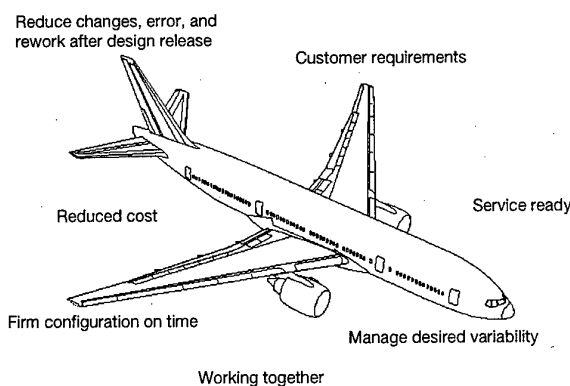 Reduce changes, error, and
rework after design release
Customer requirements
Reduced cost
Service ready
Firm configuration on time
Manage desired variability
Working together